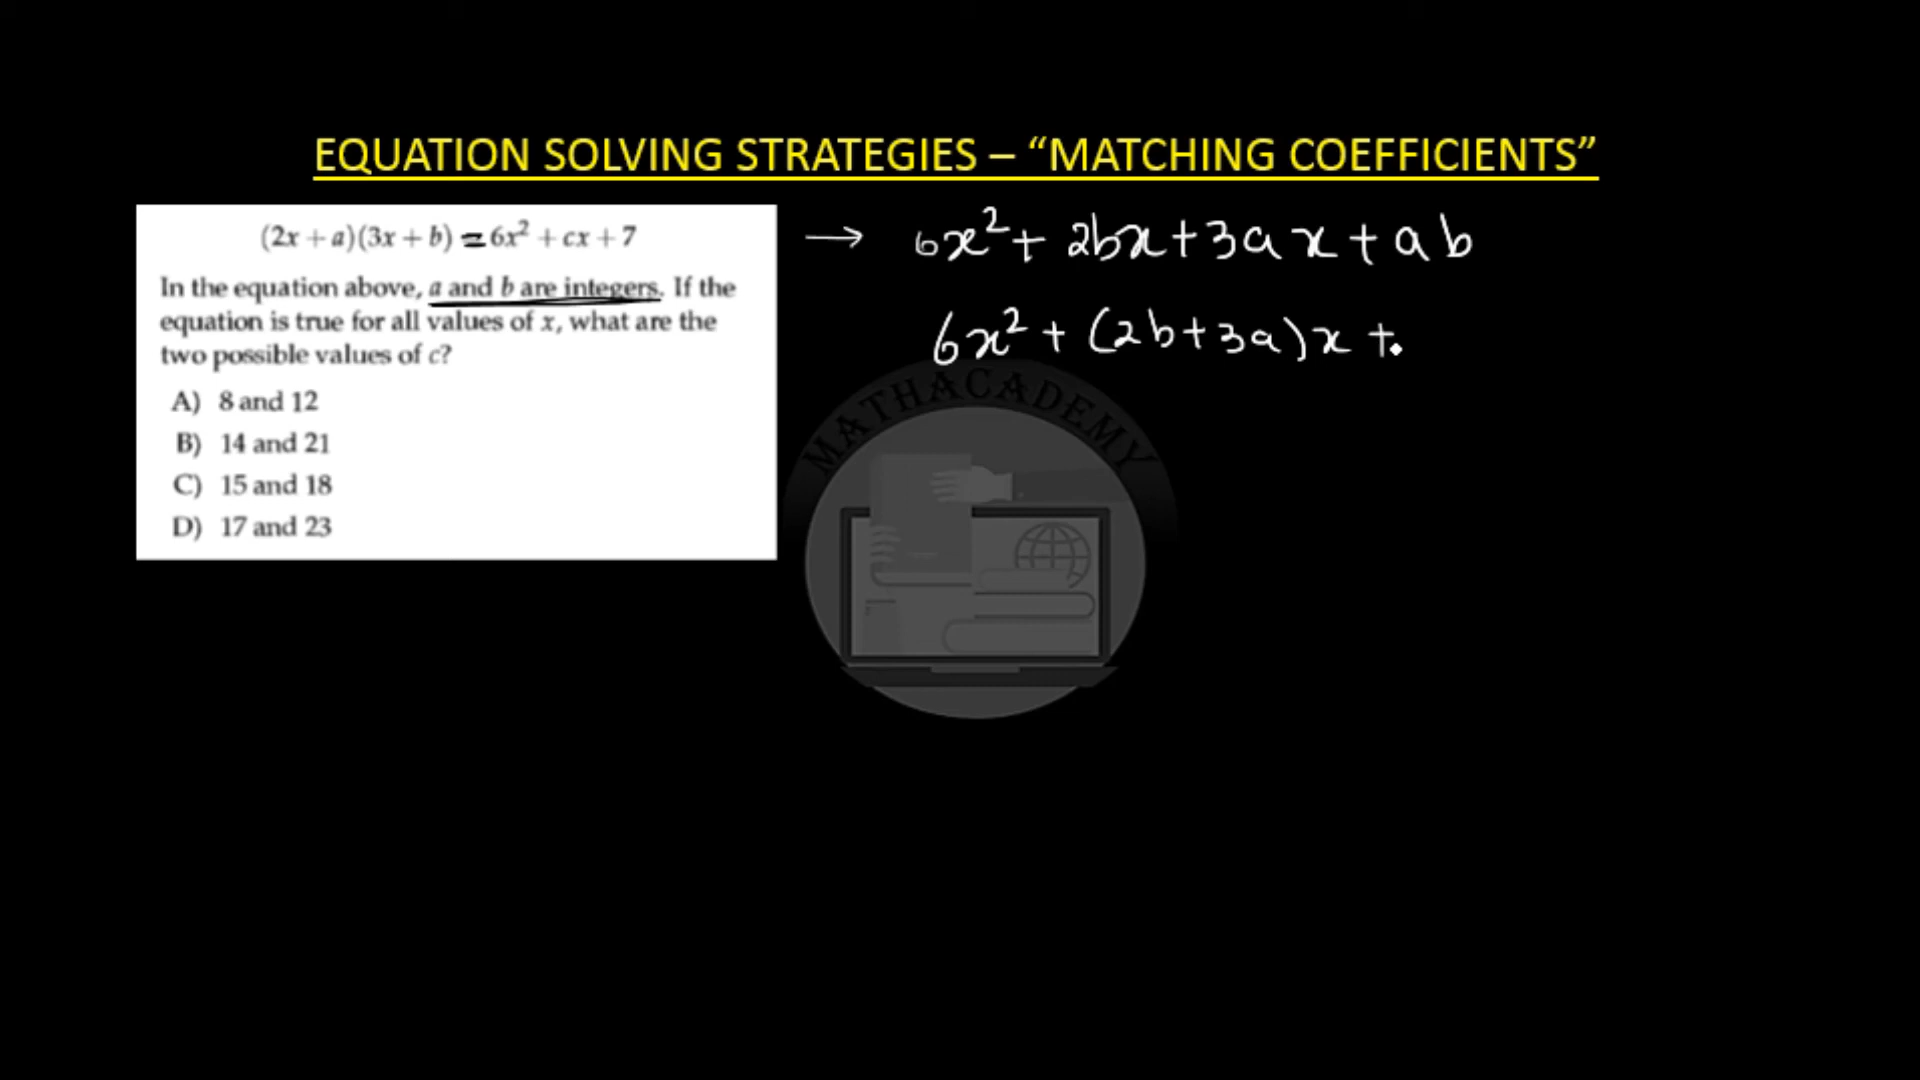 EQUATION SOLVING STRATEGIES – “MATCHING COEFFICIENTS”
(2x + a)(3x + b) = 6x² + cx + 7
In the equation above, a and b are integers. If the
equation is true for all values of x, what are the
two possible values of c?
A) 8 and 12
B) 14 and 21
C) 15 and 18
D) 17 and 23
→ 6x² + 2bx + 3ax + ab
6x² + (2b + 3a)x +
MATHACADEMY